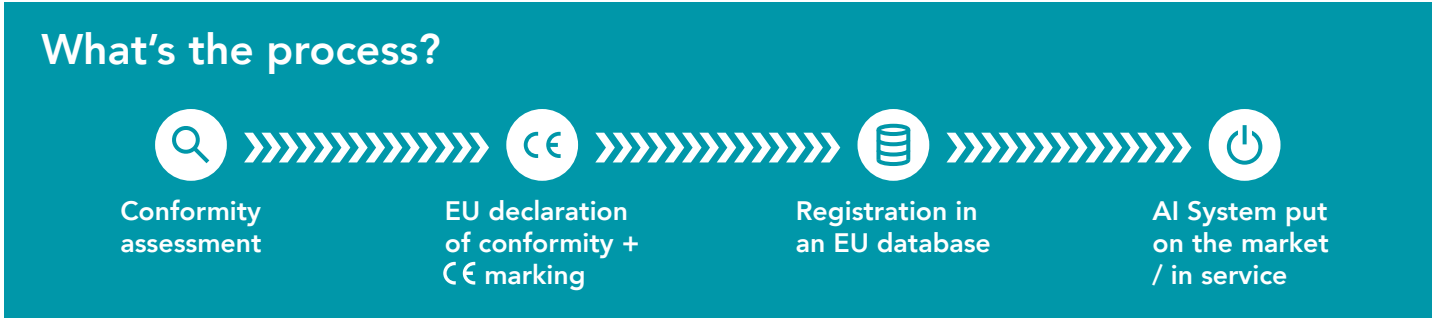 What's the process?
CE
Conformity
assessment
EU declaration
of conformity +
CE marking
Registration in
an EU database
AI System put
on the market
/ in service